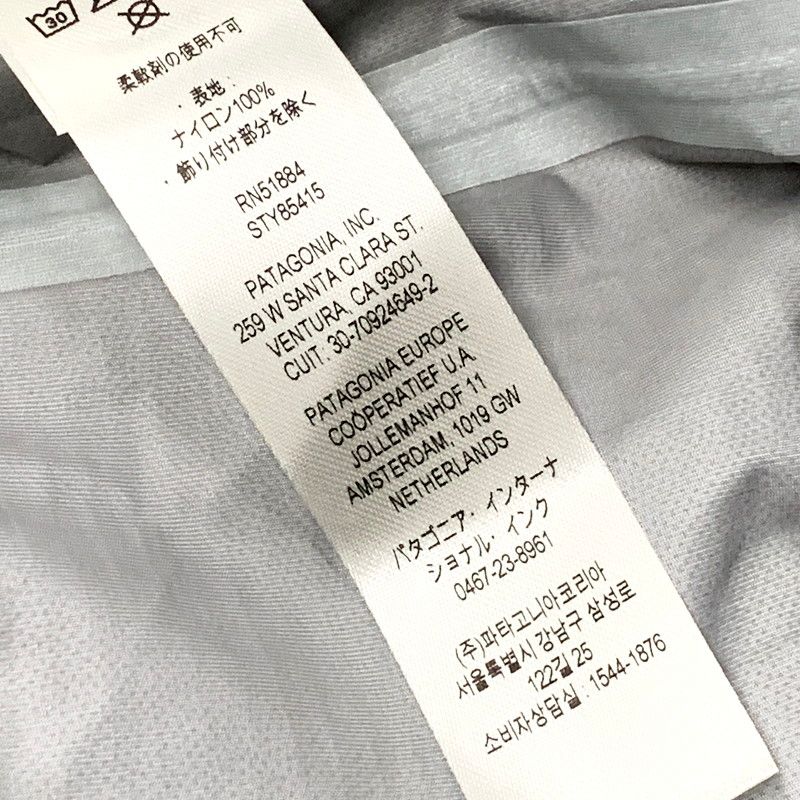 30
柔軟剤の使用不可
・表地：
ナイロン100%
・飾り付け部分を除く
RN51884
STY85415
PATAGONIA, INC.
259 W SANTA CLARA ST.
VENTURA, CA 93001
CUIT: 30-70924649-2
PATAGONIA EUROPE
COÖPERATIEF U.A.
JOLLEMANHOF 11
AMSTERDAM, 1019 GW
NETHERLANDS
パタゴニア・インターナ
ショナル・インク
0467-23-8961
(주)파타고니아코리아
서울특별시 강남구 삼성로
122길 25
소비자상담실 : 1544-1876